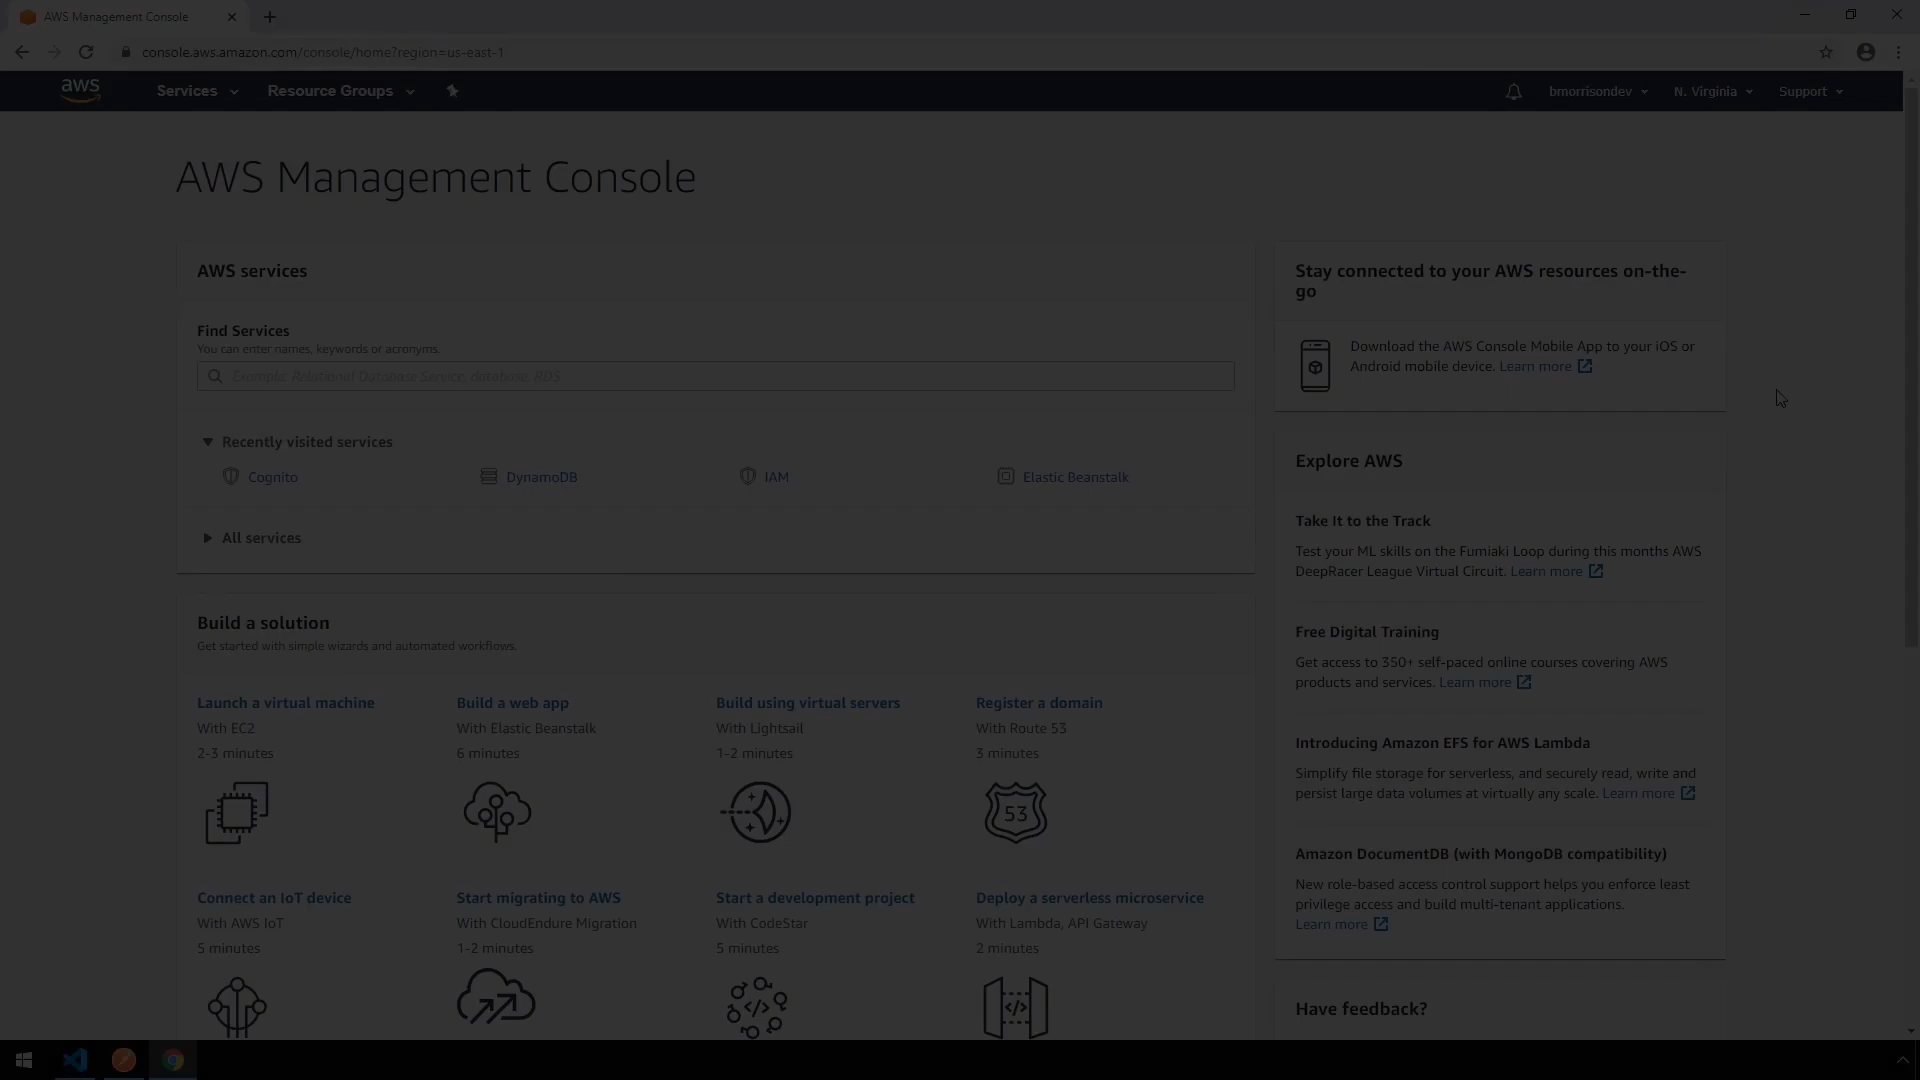 AWS Management Console
console.aws.amazon.com/console/home?region=us-east-1
aws
Services
Resource Groups
bmorrisondev
N. Virginia
Support
AWS Management Console
AWS services
Find Services
You can enter names, keywords or acronyms.
Example: Relational Database Service, database, RDS
Recently visited services
Cognito
DynamoDB
IAM
Elastic Beanstalk
All services
Build a solution
Get started with simple wizards and automated workflows.
Launch a virtual machine
With EC2
2-3 minutes
Build a web app
With Elastic Beanstalk
6 minutes
Build using virtual servers
With Lightsail
1-2 minutes
Register a domain
With Route 53
3 minutes
53
Connect an IoT device
With AWS IoT
5 minutes
Start migrating to AWS
With CloudEndure Migration
1-2 minutes
Start a development project
With CodeStar
5 minutes
</>
Deploy a serverless microservice
With Lambda, API Gateway
2 minutes
</>
Stay connected to your AWS resources on-the-
go
Download the AWS Console Mobile App to your iOS or
Android mobile device. Learn more
Explore AWS
Take It to the Track
Test your ML skills on the Fumiaki Loop during this months AWS
DeepRacer League Virtual Circuit. Learn more
Free Digital Training
Get access to 350+ self-paced online courses covering AWS
products and services. Learn more
Introducing Amazon EFS for AWS Lambda
Simplify file storage for serverless, and securely read, write and
persist large data volumes at virtually any scale. Learn more
Amazon DocumentDB (with MongoDB compatibility)
New role-based access control support helps you enforce least
privilege access and build multi-tenant applications.
Learn more
Have feedback?